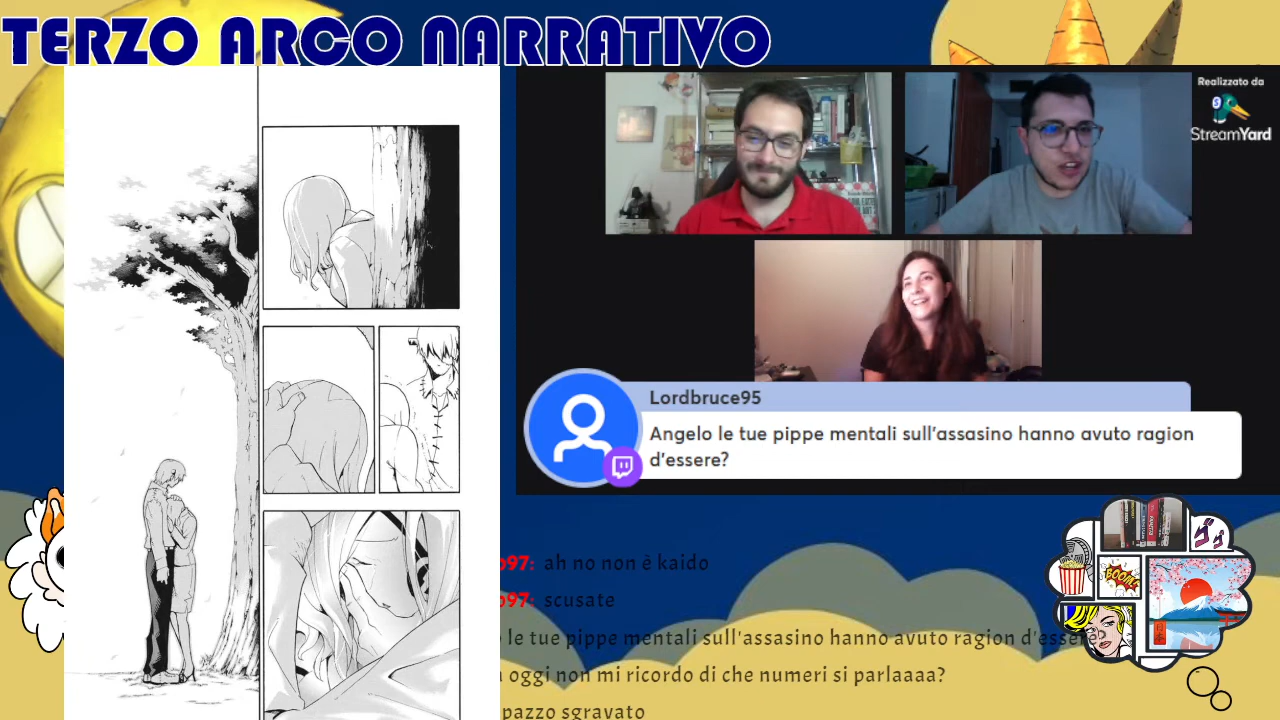 TERZO ARCO NARRATIVO
Realizzato da
StreamYard
Lordbruce95
Angelo le tue pippe mentali sull'assasino hanno avuto ragion
d'essere?
97: ah no non è kaido
97: scusate
le tue pippe mentali sull'assasino hanno avuto ragion d'essere?
oggi non mi ricordo di che numeri si parlaaaa?
pazzo sgravato
BOOM!